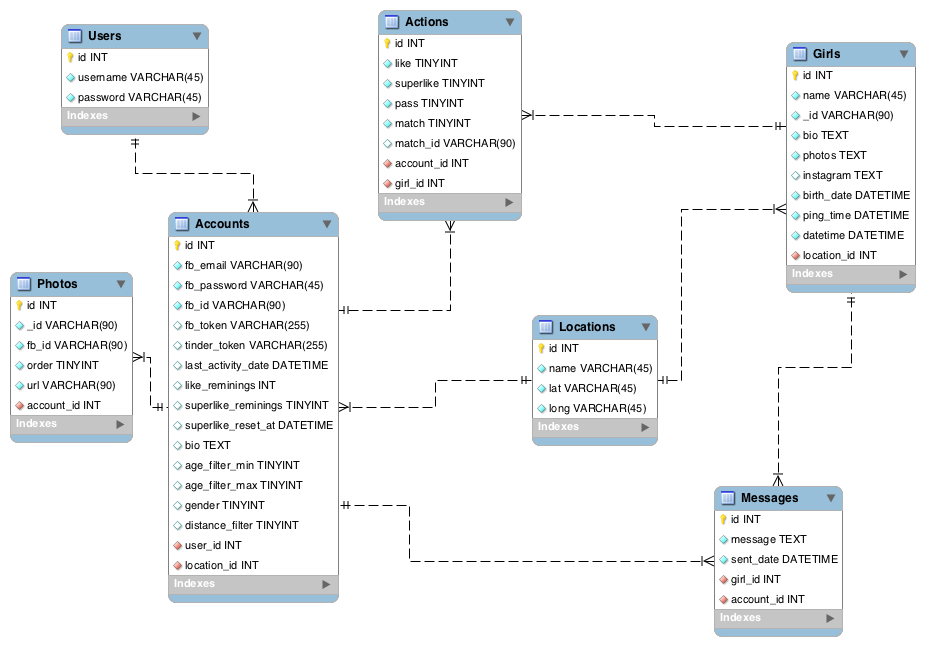 Users
id INT
username VARCHAR(45)
password VARCHAR(45)
Indexes
Actions
id INT
like TINYINT
superlike TINYINT
pass TINYINT
match TINYINT
match_id VARCHAR(90)
account_id INT
girl_id INT
Indexes
Girls
id INT
name VARCHAR(45)
_id VARCHAR(90)
bio TEXT
photos TEXT
instagram TEXT
birth_date DATETIME
ping_time DATETIME
datetime DATETIME
location_id INT
Indexes
Accounts
id INT
fb_email VARCHAR(90)
fb_password VARCHAR(45)
fb_id VARCHAR(90)
fb_token VARCHAR(255)
tinder_token VARCHAR(255)
last_activity_date DATETIME
like_reminings INT
superlike_reminings TINYINT
superlike_reset_at DATETIME
bio TEXT
age_filter_min TINYINT
age_filter_max TINYINT
gender TINYINT
distance_filter TINYINT
user_id INT
location_id INT
Indexes
Photos
id INT
_id VARCHAR(90)
fb_id VARCHAR(90)
order TINYINT
url VARCHAR(90)
account_id INT
Indexes
Locations
id INT
name VARCHAR(45)
lat VARCHAR(45)
long VARCHAR(45)
Indexes
Messages
id INT
message TEXT
sent_date DATETIME
girl_id INT
account_id INT
Indexes